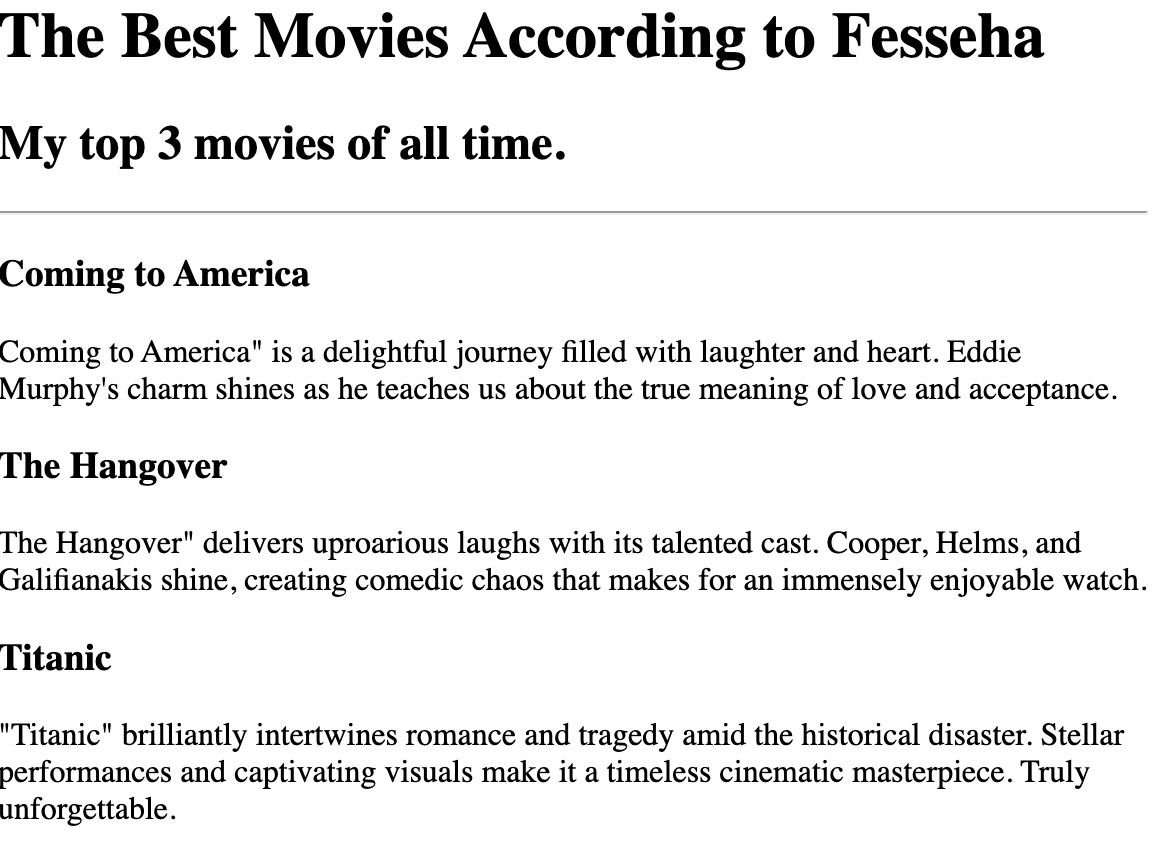 The Best Movies According to Fesseha
My top 3 movies of all time.
Coming to America
Coming to America" is a delightful journey filled with laughter and heart. Eddie
Murphy's charm shines as he teaches us about the true meaning of love and acceptance.
The Hangover
The Hangover" delivers uproarious laughs with its talented cast. Cooper, Helms, and
Galifianakis shine, creating comedic chaos that makes for an immensely enjoyable watch.
Titanic
"Titanic" brilliantly intertwines romance and tragedy amid the historical disaster. Stellar
performances and captivating visuals make it a timeless cinematic masterpiece. Truly
unforgettable.